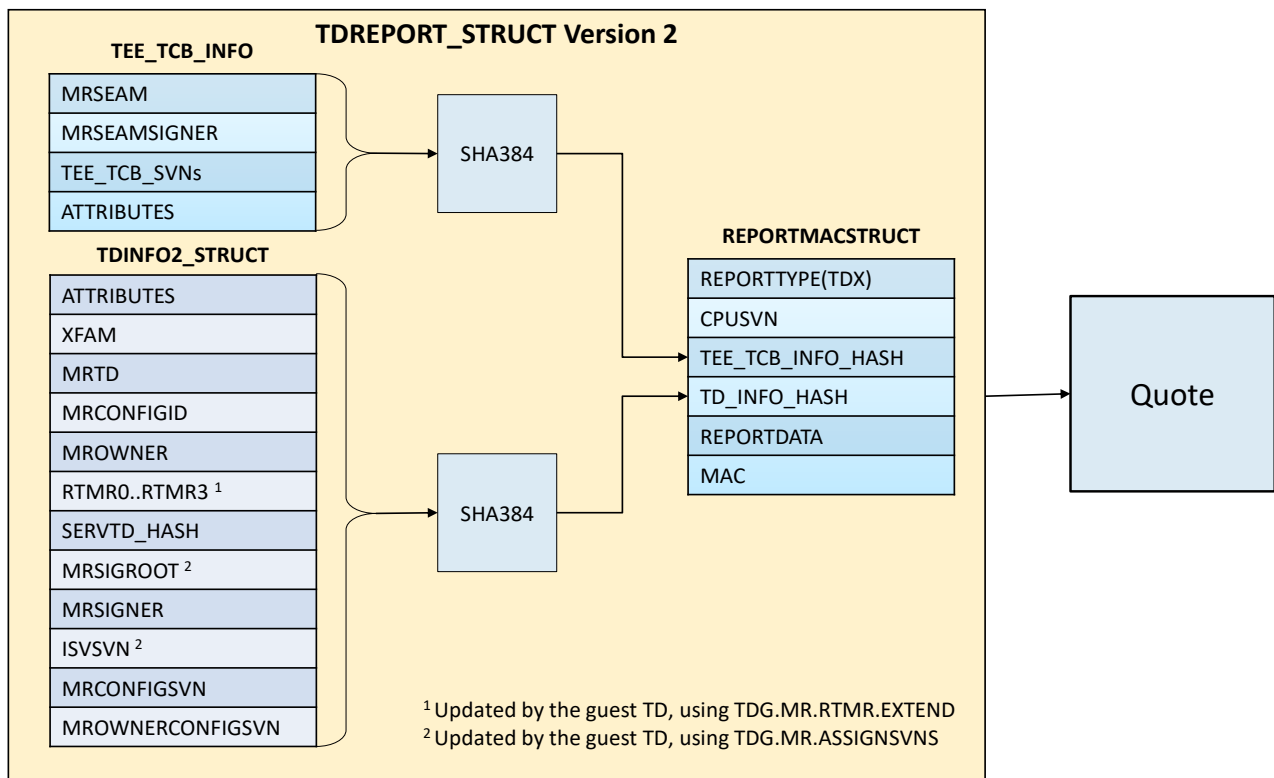 TDREPORT_STRUCT Version 2
TEE_TCB_INFO
MRSEAM
MRSEAMSIGNER
TEE_TCB_SVNs
ATTRIBUTES
SHA384
TDINFO2_STRUCT
ATTRIBUTES
XFAM
MRTD
MRCONFIGID
MROWNER
RTMR0..RTMR3 ¹
SERVTD_HASH
MRSIGROOT ²
MRSIGNER
ISVSVN ²
MRCONFIGSVN
MROWNERCONFIGSVN
SHA384
REPORTMACSTRUCT
REPORTTYPE(TDX)
CPUSVN
TEE_TCB_INFO_HASH
TD_INFO_HASH
REPORTDATA
MAC
Quote
¹ Updated by the guest TD, using TDG.MR.RTMR.EXTEND
² Updated by the guest TD, using TDG.MR.ASSIGNSVNS